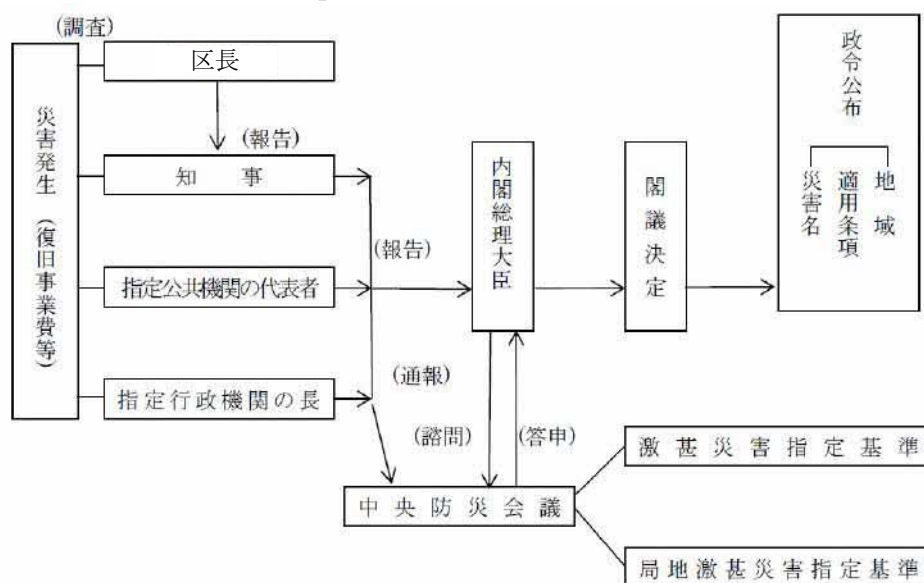 (調査)
区長
災害発生(復旧事業費等)
(報告)
知事
指定公共機関の代表者
指定行政機関の長
(報告)
(通報)
内閣総理大臣
閣議決定
政令公布
地域
適用条項
災害名
(諮問)
(答申)
中央防災会議
激甚災害指定基準
局地激甚災害指定基準